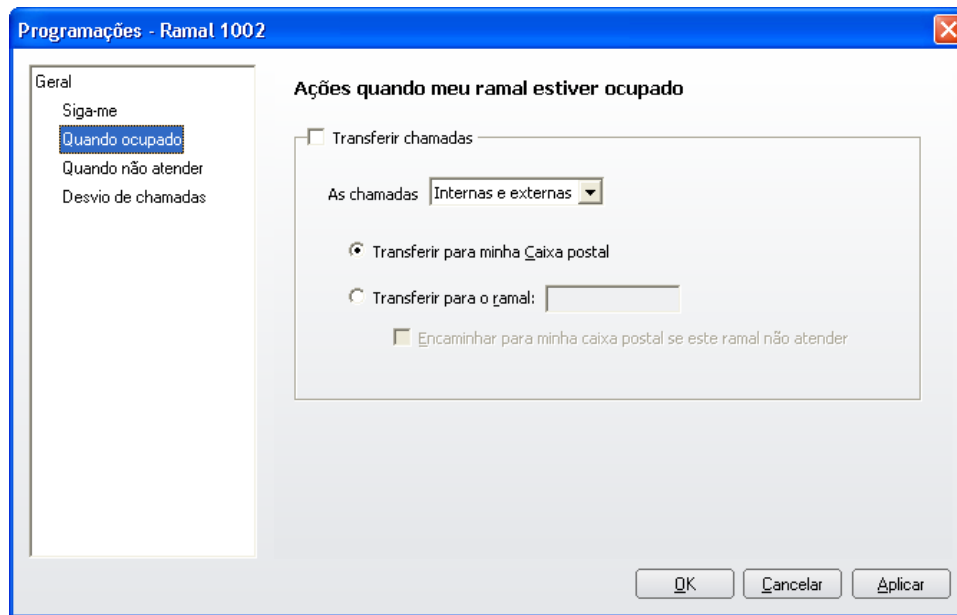 Programações - Ramal 1002
Geral
Siga-me
Quando ocupado
Quando não atender
Desvio de chamadas
Ações quando meu ramal estiver ocupado
Transferir chamadas
As chamadas Internas e externas
Transferir para minha Caixa postal
Transferir para o ramal:
Encaminhar para minha caixa postal se este ramal não atender
OK Cancelar Aplicar